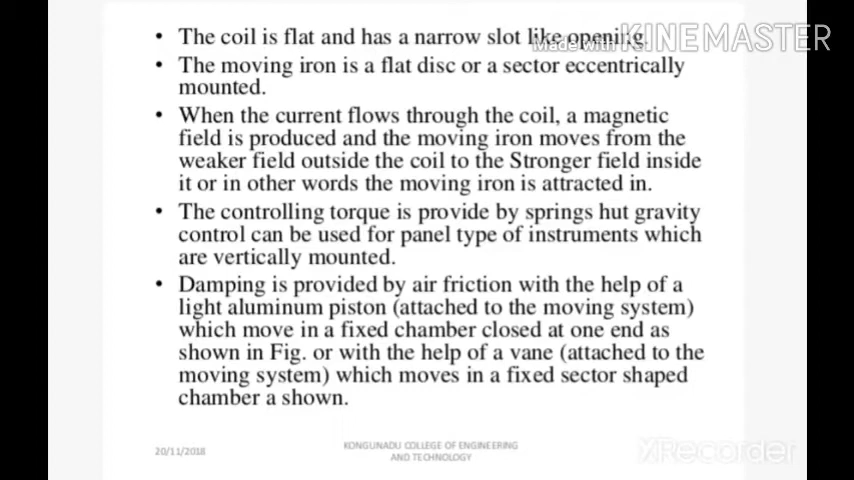 • The coil is flat and has a narrow slot like opening.
Made with KINEMASTER
• The moving iron is a flat disc or a sector eccentrically
mounted.
• When the current flows through the coil, a magnetic
field is produced and the moving iron moves from the
weaker field outside the coil to the Stronger field inside
it or in other words the moving iron is attracted in.
• The controlling torque is provide by springs hut gravity
control can be used for panel type of instruments which
are vertically mounted.
• Damping is provided by air friction with the help of a
light aluminum piston (attached to the moving system)
which move in a fixed chamber closed at one end as
shown in Fig. or with the help of a vane (attached to the
moving system) which moves in a fixed sector shaped
chamber a shown.
20/11/2018
KONGUNADU COLLEGE OF ENGINEERING
AND TECHNOLOGY
XRecorder